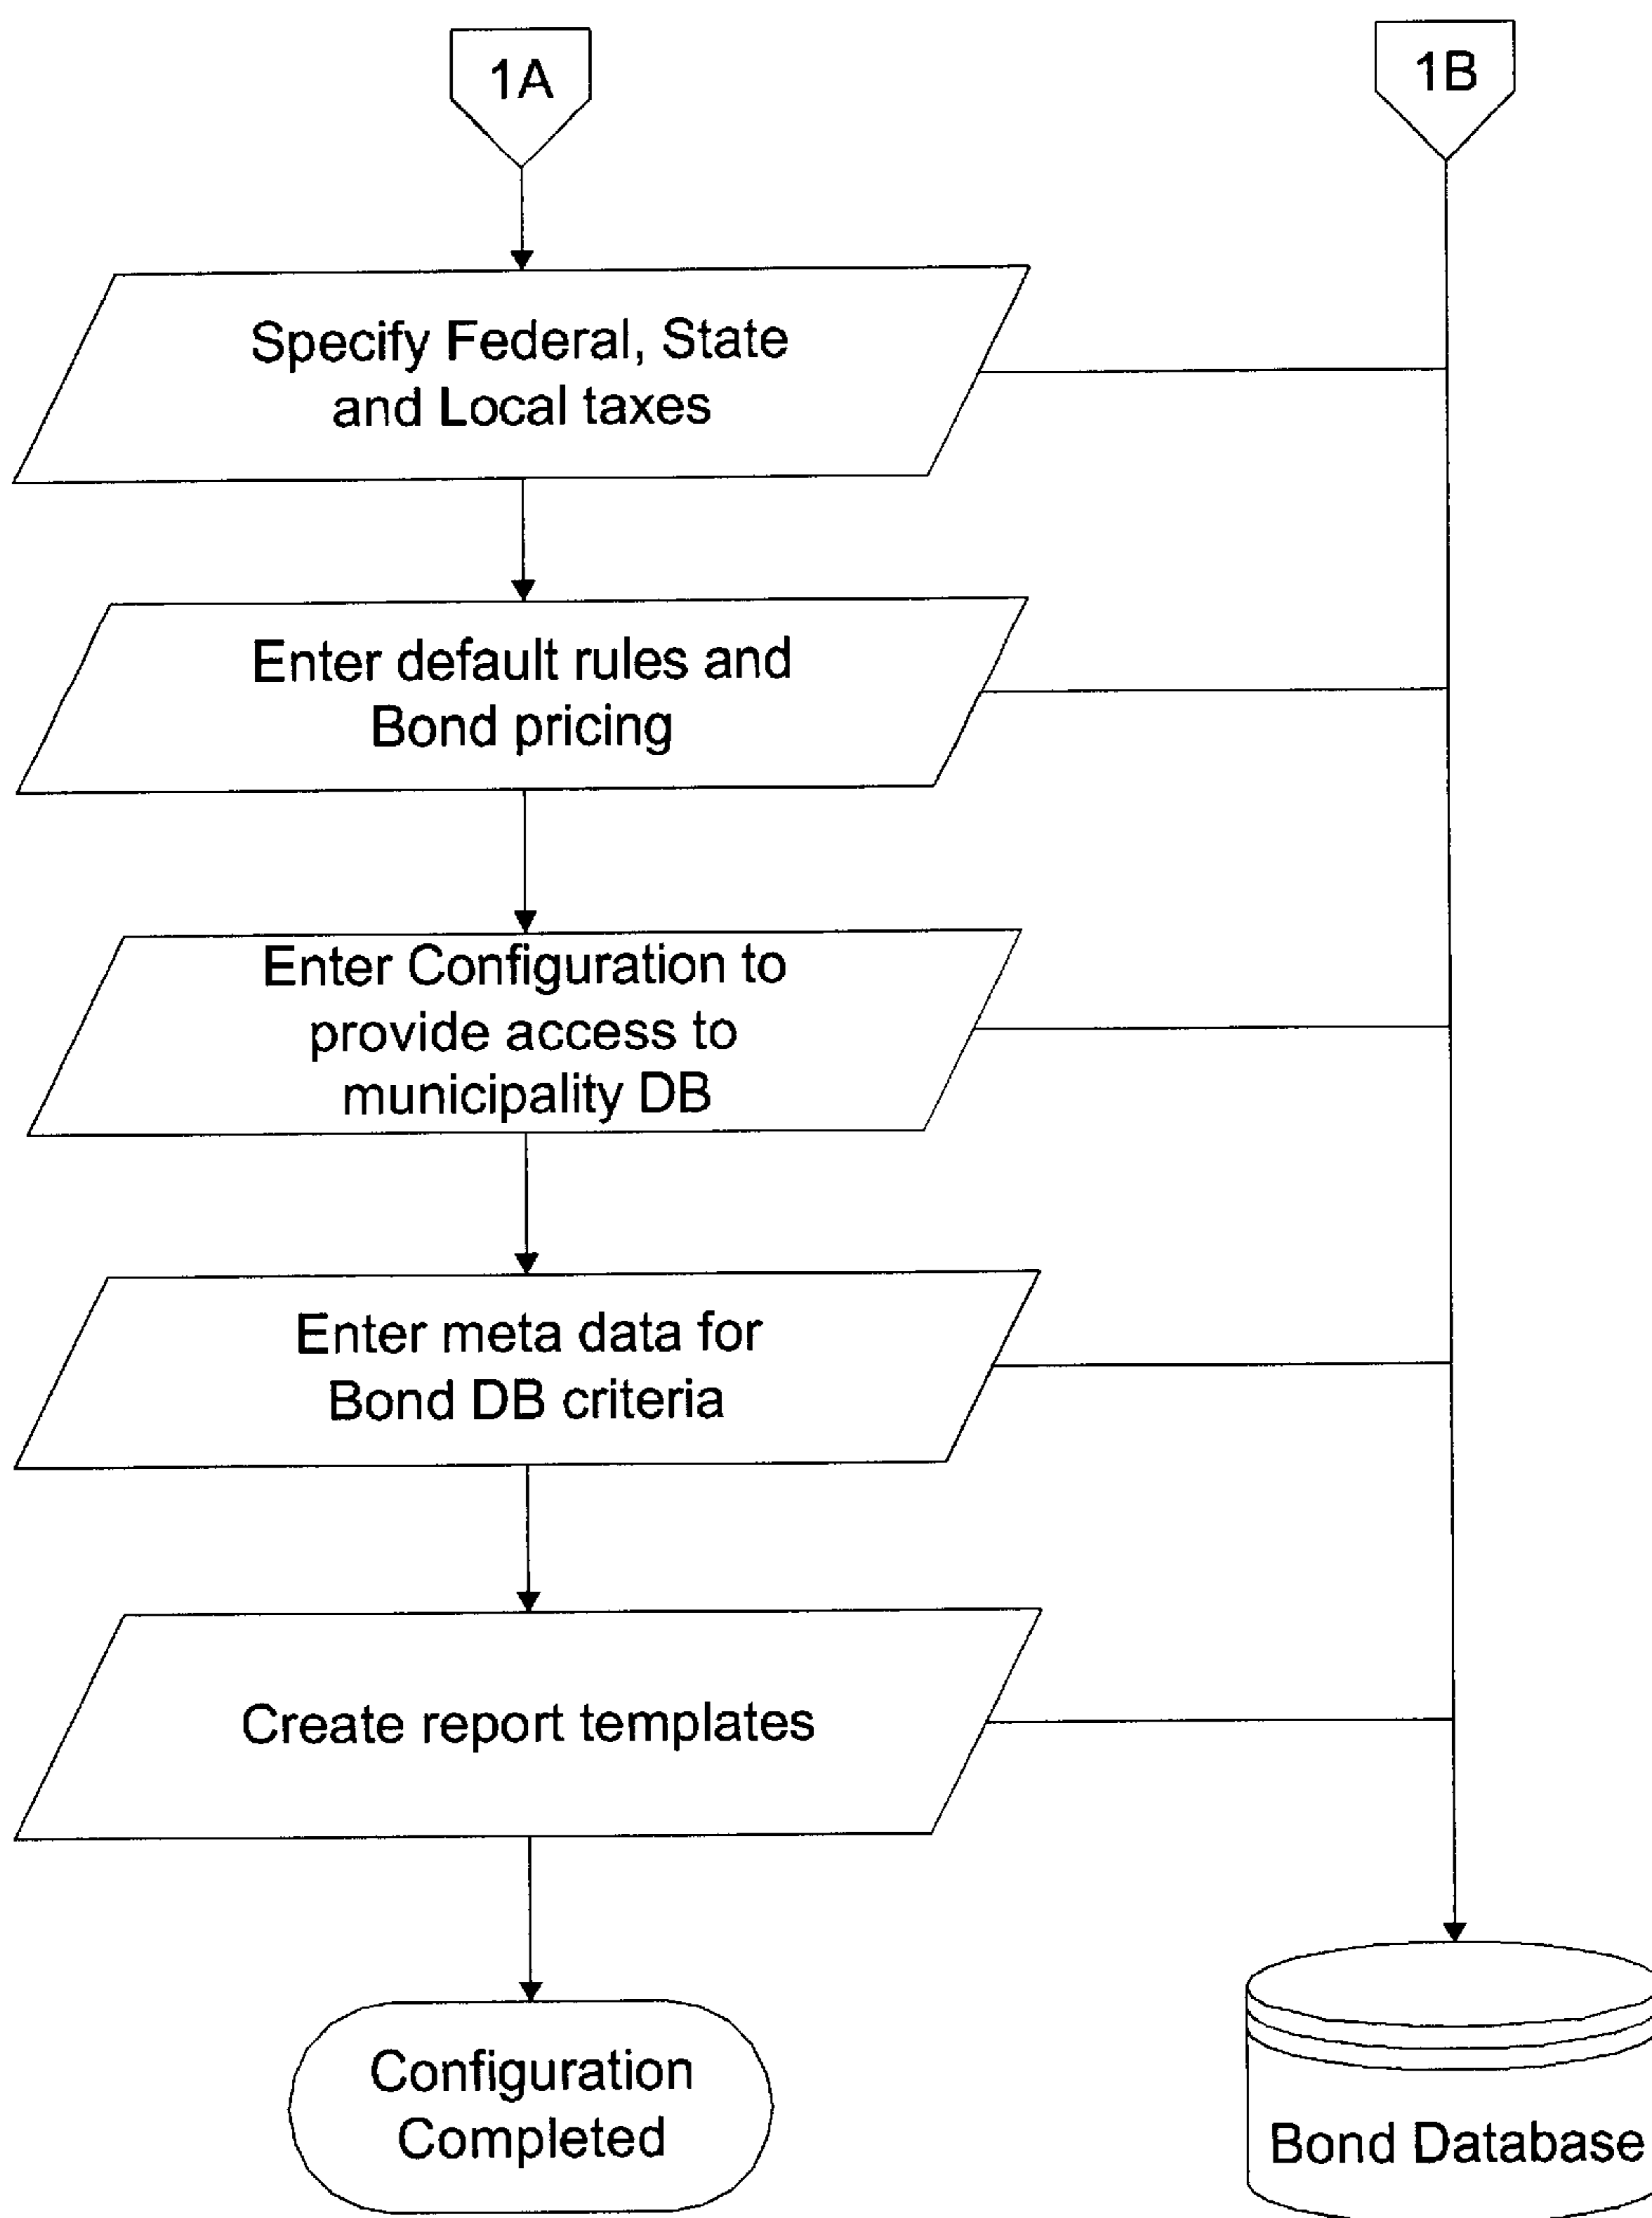 1A
1B
Specify Federal, State
and Local taxes
Enter default rules and
Bond pricing
Enter Configuration to
provide access to
municipality DB
Enter meta data for
Bond DB criteria
Create report templates
Configuration
Completed
Bond Database